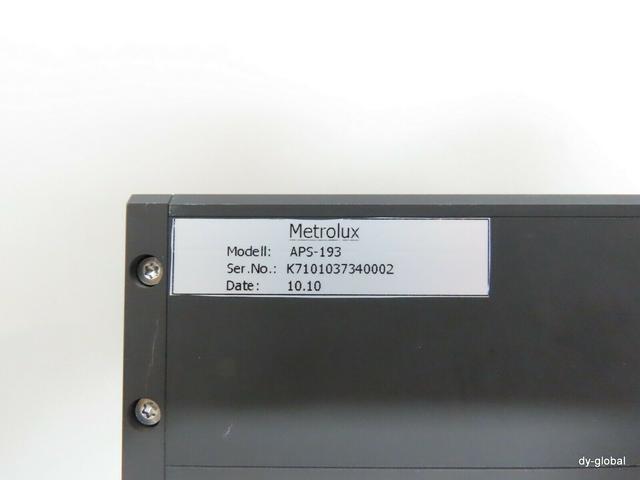 Metrolux
Modell: APS-193
Ser.No.: K7101037340002
Date: 10.10
dy-global